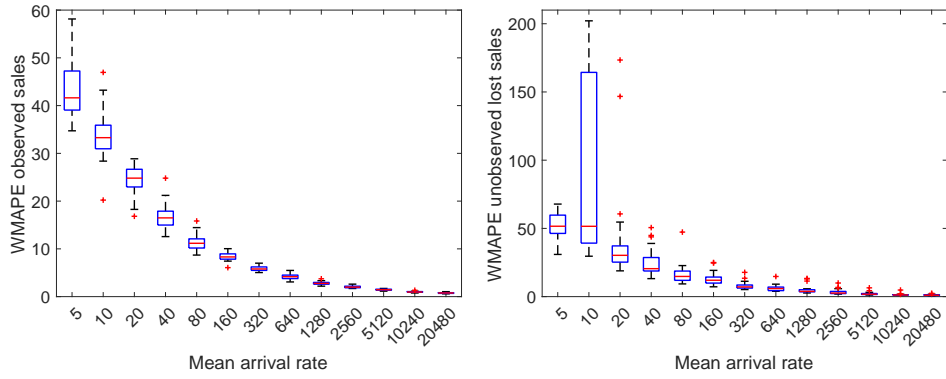 WMAPE observed sales
60
50
40
30
20
10
0
5 10 20 40 80 160 320 640 1280 2560 5120 10240 20480
Mean arrival rate
WMAPE unobserved lost sales
200
150
100
50
0
5 10 20 40 80 160 320 640 1280 2560 5120 10240 20480
Mean arrival rate